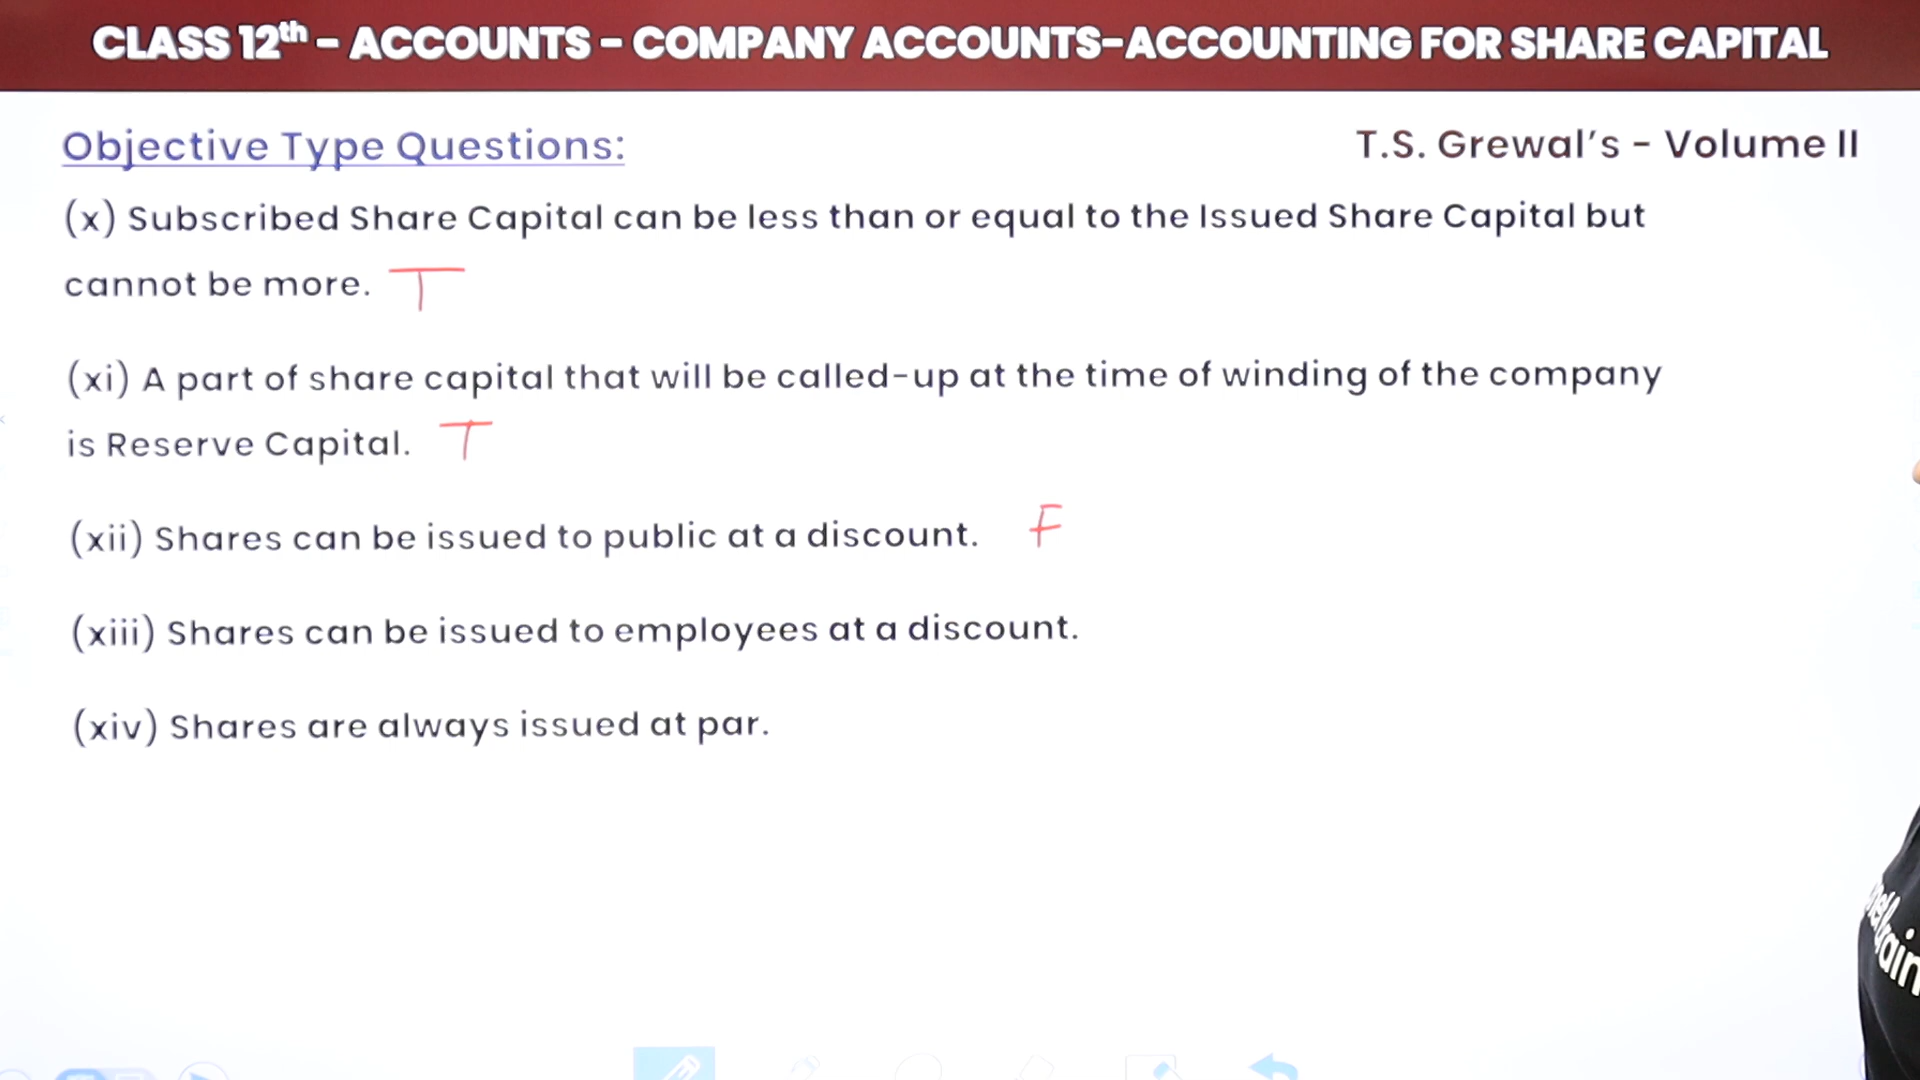 CLASS 12th - ACCOUNTS - COMPANY ACCOUNTS-ACCOUNTING FOR SHARE CAPITAL
Objective Type Questions:
T.S. Grewal's - Volume II
(x) Subscribed Share Capital can be less than or equal to the Issued Share Capital but
cannot be more. T
(xi) A part of share capital that will be called-up at the time of winding of the company
is Reserve Capital. T
(xii) Shares can be issued to public at a discount. F
(xiii) Shares can be issued to employees at a discount.
(xiv) Shares are always issued at par.